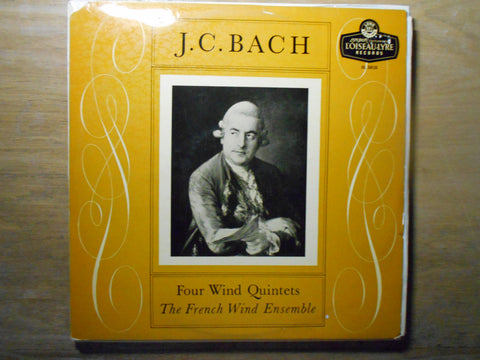 J.C. BACH
L'OISEAU-LYRE
RECORDS
Four Wind Quintets
The French Wind Ensemble